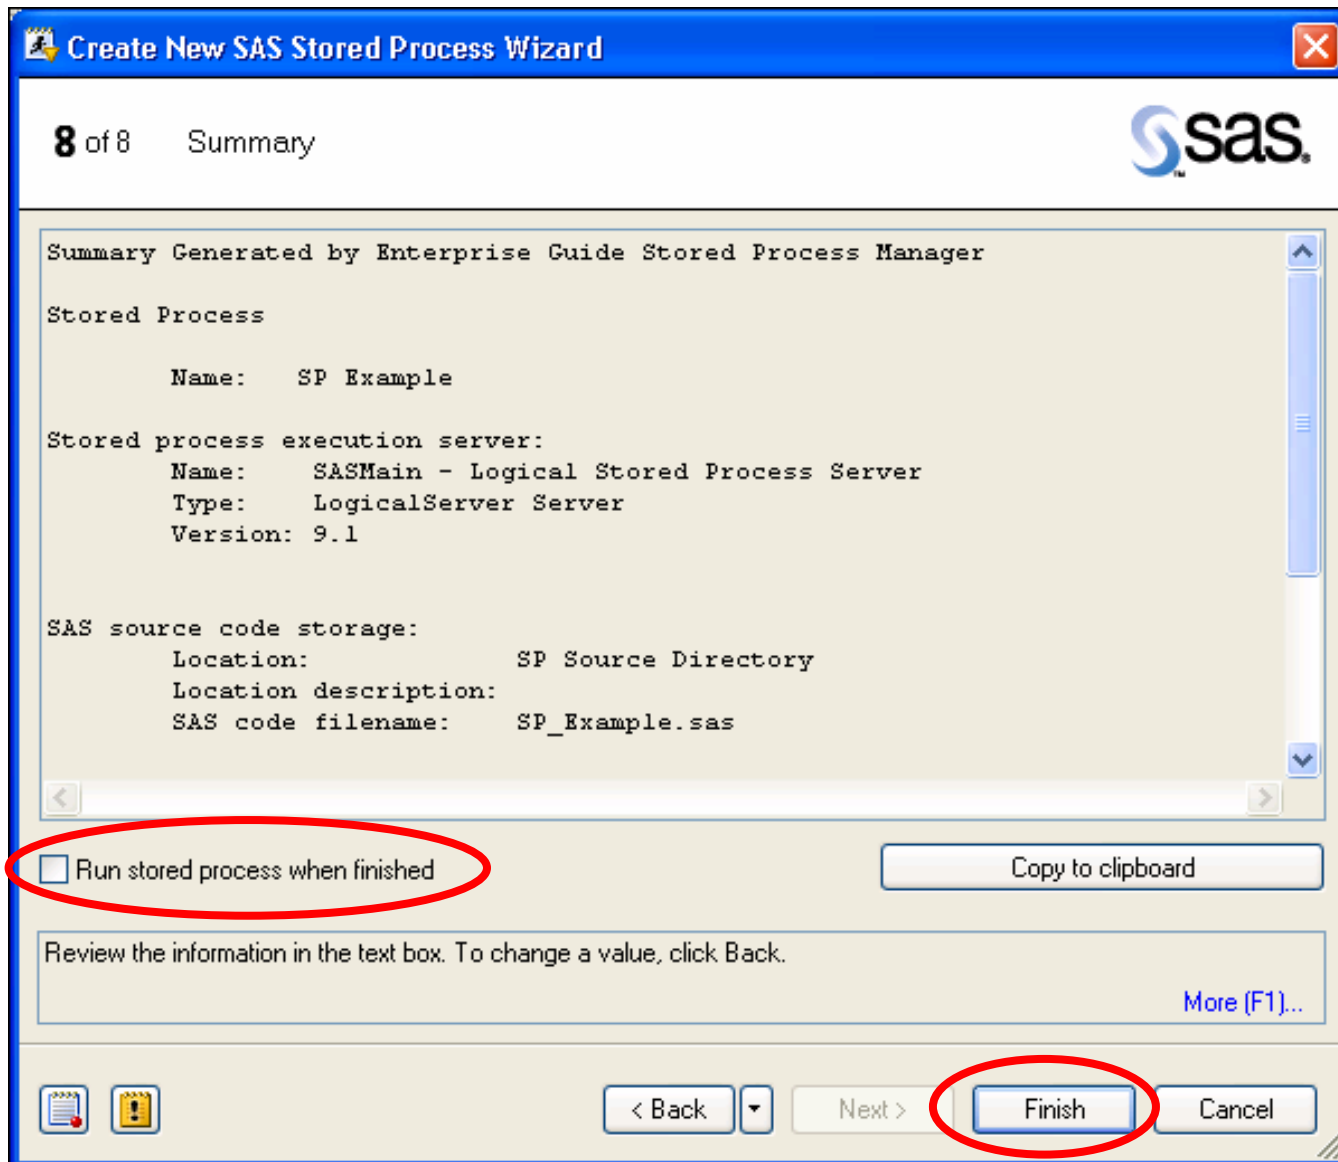 Create New SAS Stored Process Wizard
8 of 8 Summary
sas
Summary Generated by Enterprise Guide Stored Process Manager
Stored Process
Name: SP Example
Stored process execution server:
Name: SASMain - Logical Stored Process Server
Type: LogicalServer Server
Version: 9.1
SAS source code storage:
Location: SP Source Directory
Location description:
SAS code filename: SP_Example.sas
Run stored process when finished
Copy to clipboard
Review the information in the text box. To change a value, click Back.
More (F1)...
< Back Next > Finish Cancel